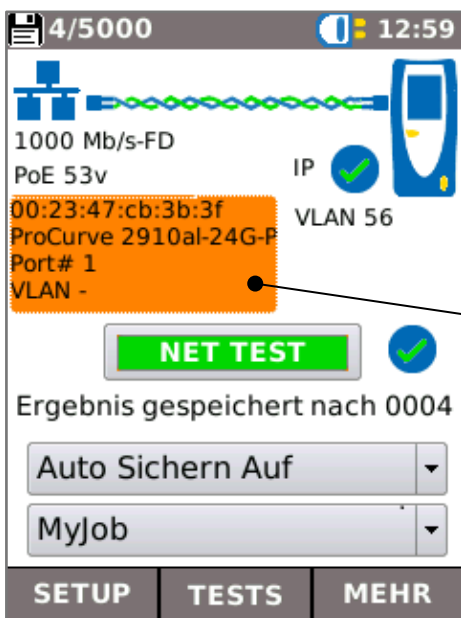 4/5000 12:59
1000 Mb/s-FD
PoE 53v
IP
00:23:47:cb:3b:3f
VLAN 56
ProCurve 2910al-24G-P
Port# 1
VLAN -
NET TEST
Ergebnis gespeichert nach 0004
Auto Sichern Auf
MyJob
SETUP TESTS MEHR